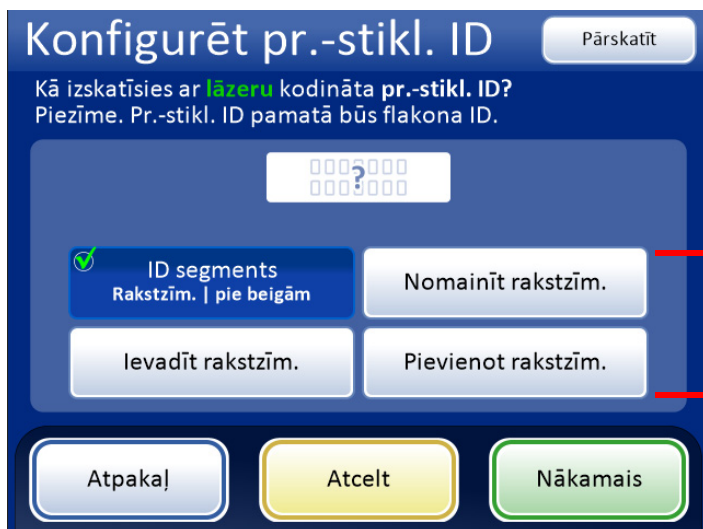 Konfigurēt pr.-stikl. ID
Pārskatīt
Kā izskatīsies ar lāzeru kodināta pr.-stikl. ID?
Piezīme. Pr.-stikl. ID pamatā būs flakona ID.
?
ID segments
Rakstzīm. | pie beigām
Nomainīt rakstzīm.
Ievadīt rakstzīm.
Pievienot rakstzīm.
Atpakaļ
Atcelt
Nākamais